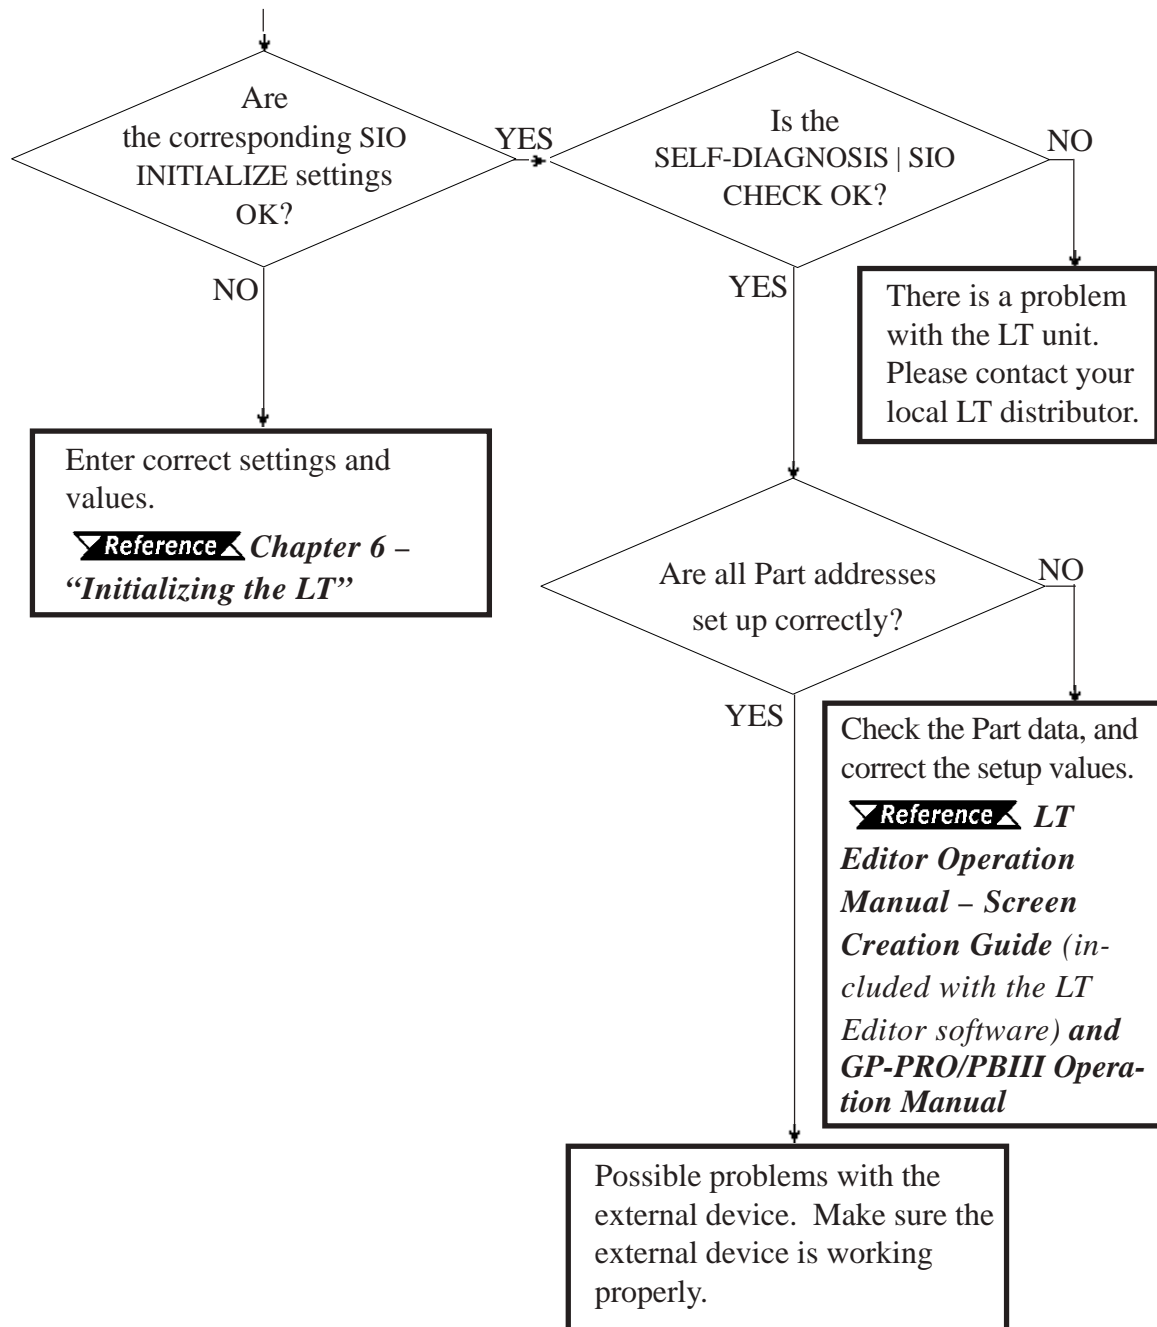 Are
the corresponding SIO
INITIALIZE settings
OK?
YES
NO
Is the
SELF-DIAGNOSIS | SIO
CHECK OK?
NO
YES
There is a problem
with the LT unit.
Please contact your
local LT distributor.
Enter correct settings and
values.
Reference Chapter 6 –
“Initializing the LT”
Are all Part addresses
set up correctly?
NO
YES
Check the Part data, and
correct the setup values.
Reference LT
Editor Operation
Manual – Screen
Creation Guide (in-
cluded with the LT
Editor software) and
GP-PRO/PBIII Opera-
tion Manual
Possible problems with the
external device.  Make sure the
external device is working
properly.